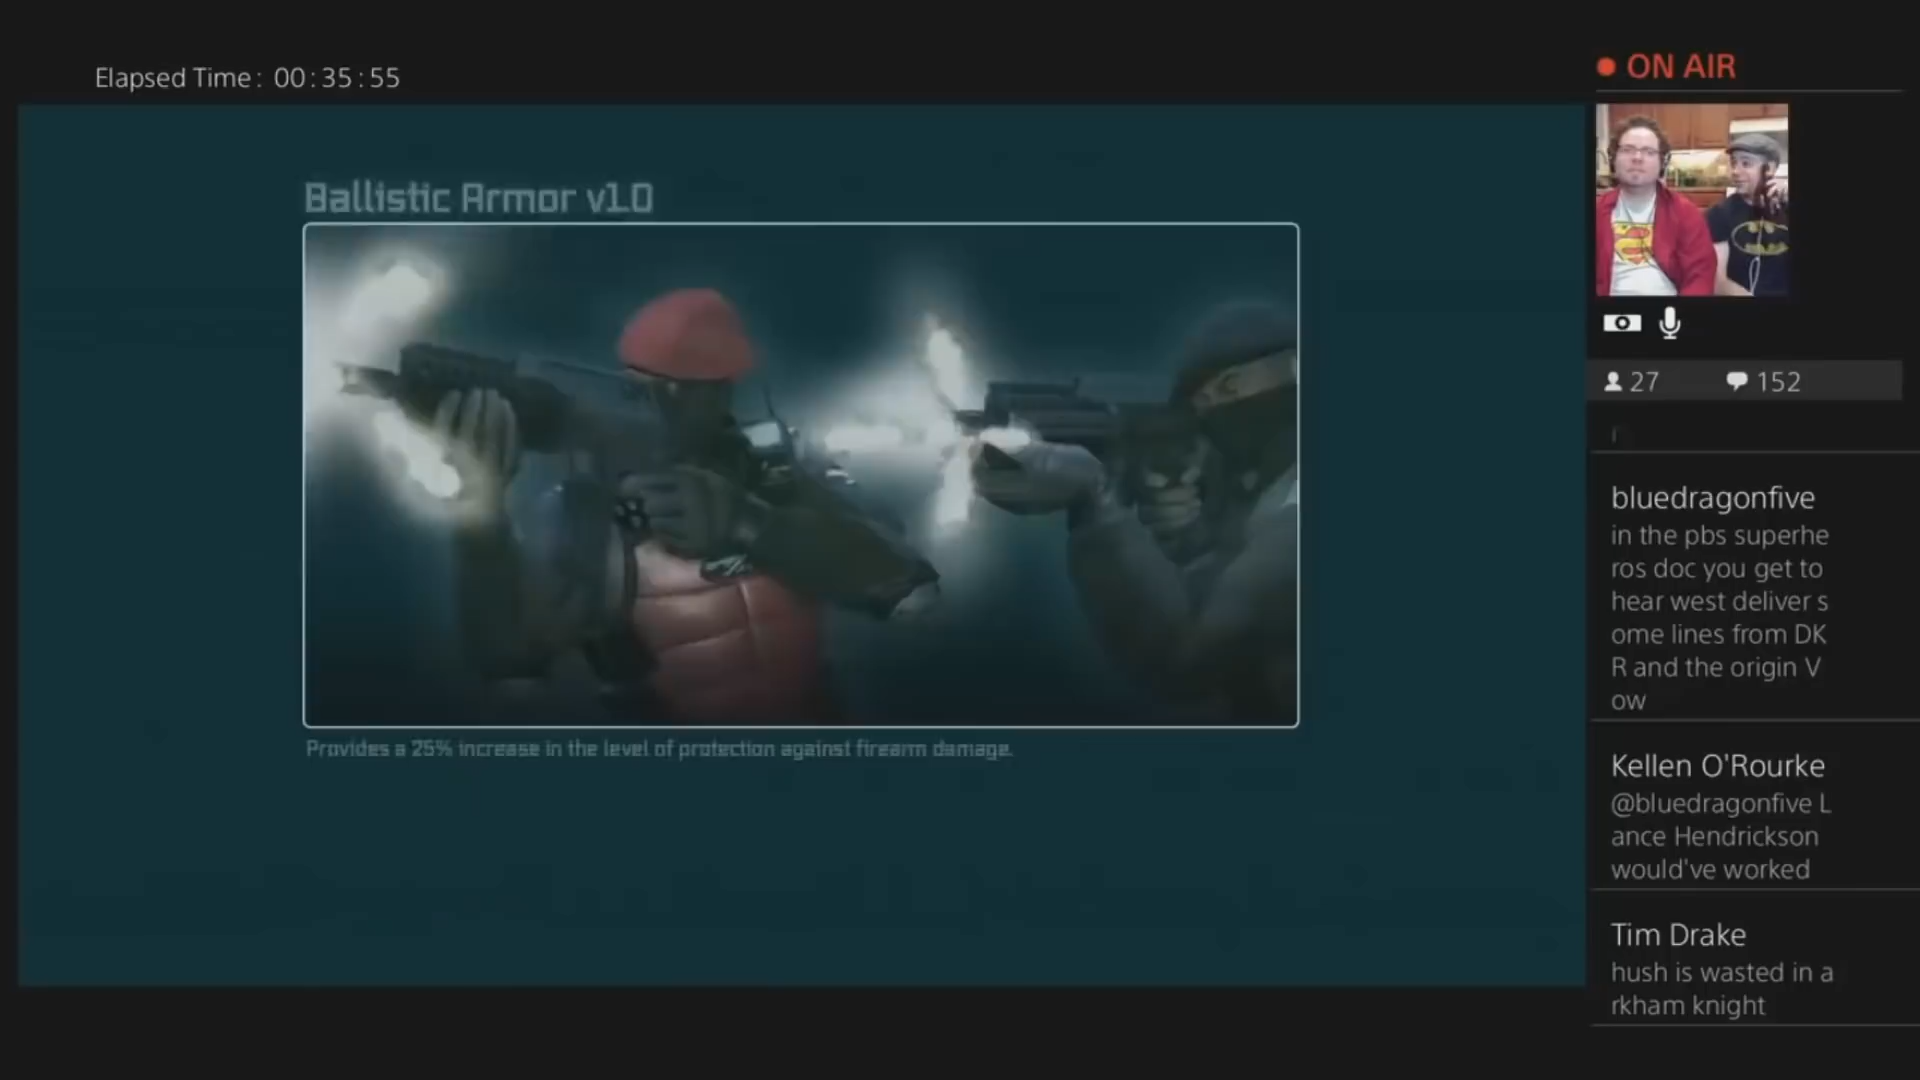 Elapsed Time: 00:35:55
ON AIR
Ballistic Armor v1.0
Provides a 25% increase in the level of protection against firearm damage.
27 152
bluedragonfive
in the pbs superhe
ros doc you get to
hear west deliver s
ome lines from DK
R and the origin V
ow
Kellen O'Rourke
@bluedragonfive L
ance Hendrickson
would've worked
Tim Drake
hush is wasted in a
rkham knight